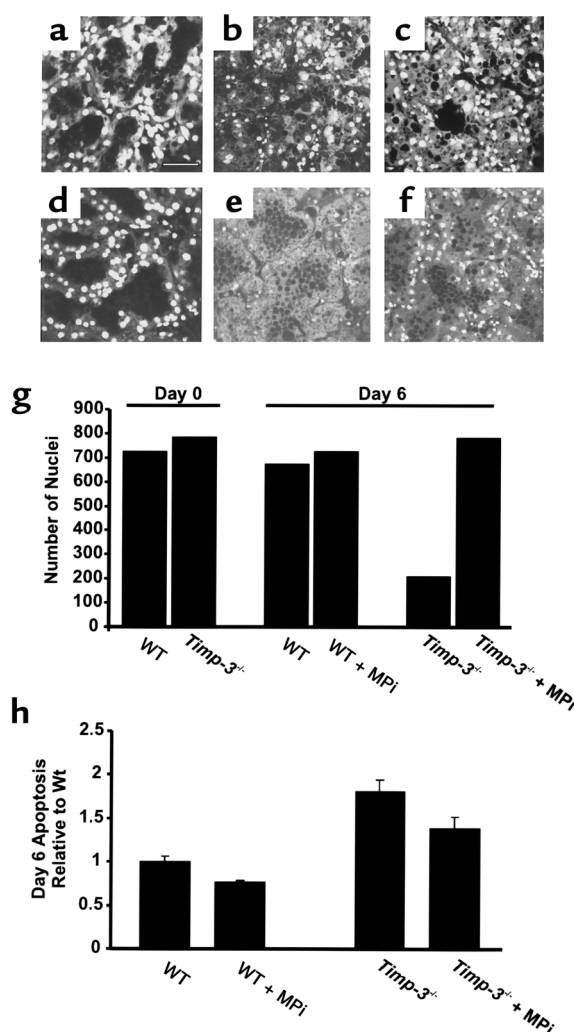 a b c
d e f
g
Day 0 Day 6
Number of Nuclei
900
800
700
600
500
400
300
200
100
0
WT Timp-3-/- WT WT + MPi Timp-3-/- Timp-3-/- + MPi
h
Day 6 Apoptosis
Relative to Wt
2.5
2
1.5
1
0.5
0
WT WT + MPi Timp-3-/- Timp-3-/- + MPi